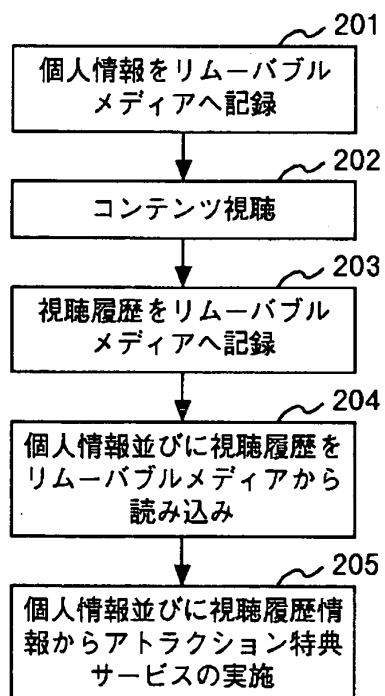 201
個人情報をリムーバブル
メディアへ記録
202
コンテンツ視聴
203
視聴履歴をリムーバブル
メディアへ記録
204
個人情報並びに視聴履歴を
リムーバブルメディアから
読み込み
205
個人情報並びに視聴履歴情
報からアトラクション特典
サービスの実施